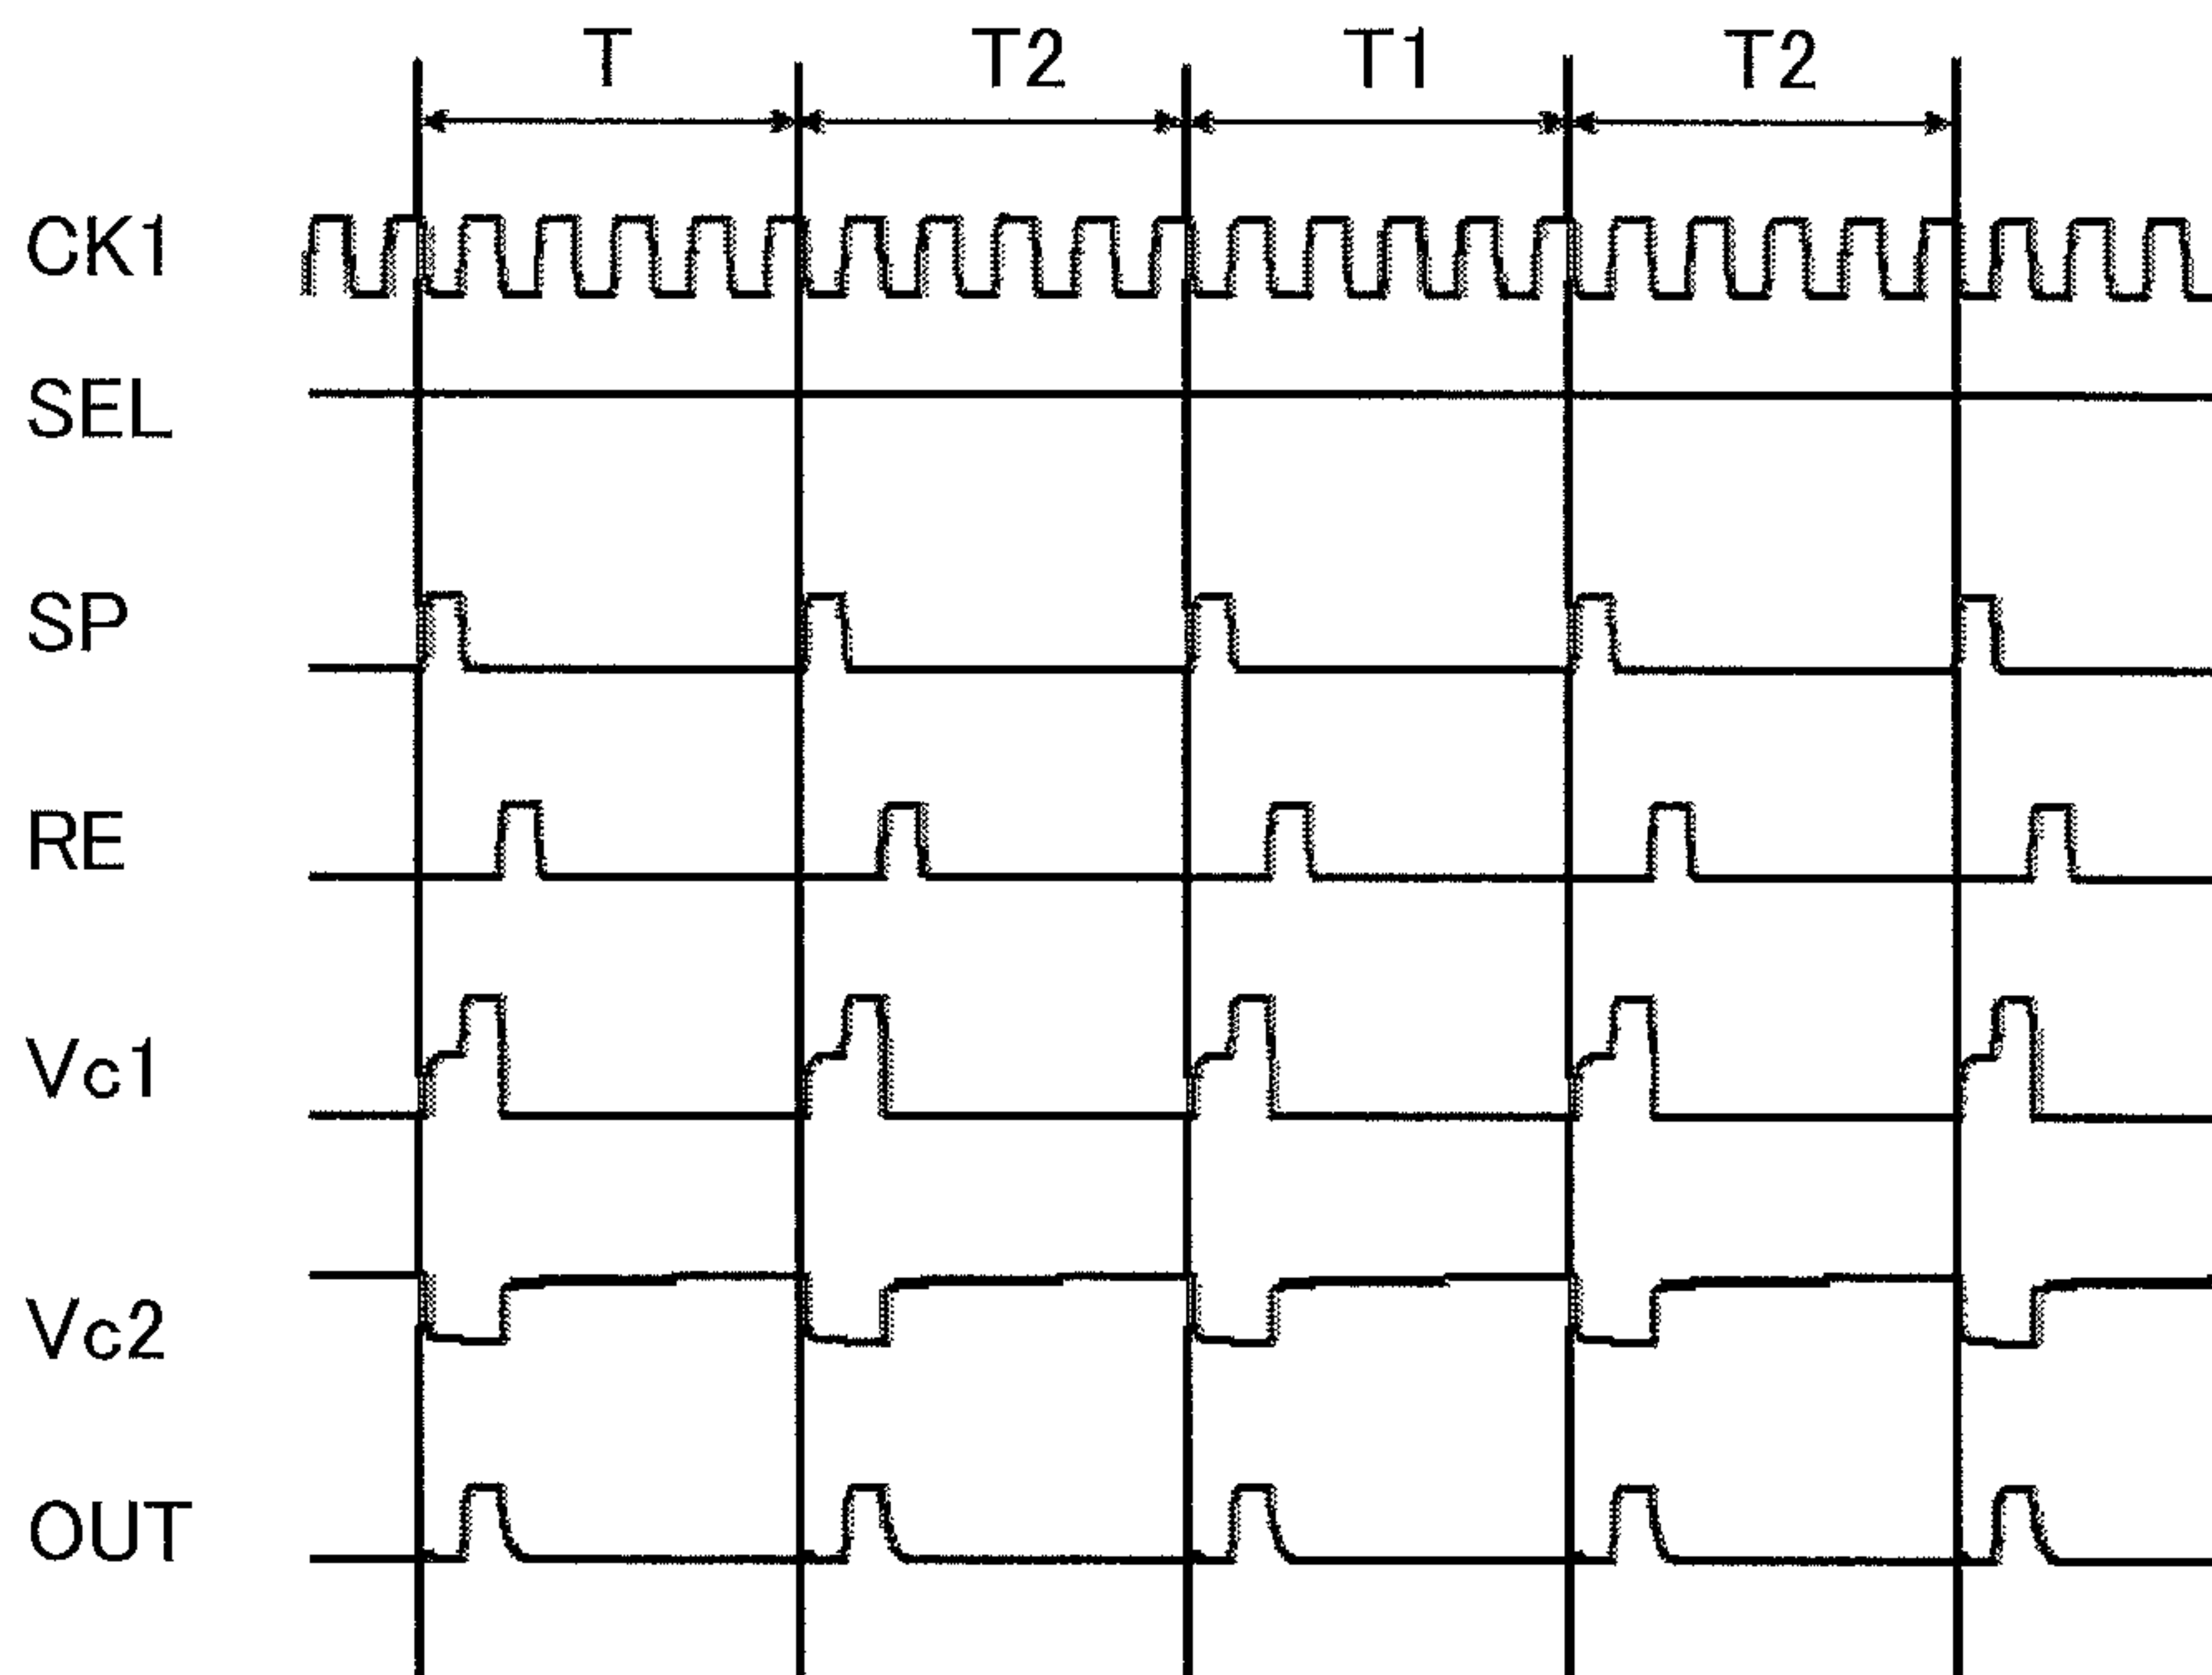 T T2 T1 T2
CK1
SEL
SP
RE
Vc1
Vc2
OUT